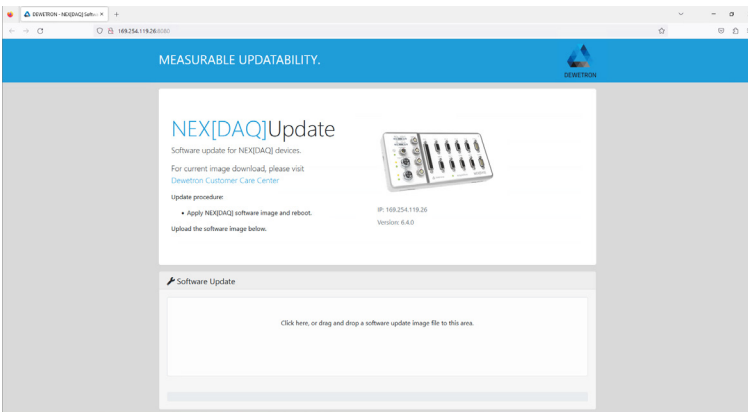 DEWETRON - NEX[DAQ] Softwa
169.254.119.26:8080
MEASURABLE UPDATABILITY.
DEWETRON
NEX[DAQ]Update
Software update for NEX[DAQ] devices.
For current image download, please visit
Dewetron Customer Care Center
Update procedure:
• Apply NEX[DAQ] software image and reboot.
Upload the software image below.
IP: 169.254.119.26
Version: 6.4.0
Software Update
Click here, or drag and drop a software update image file to this area.